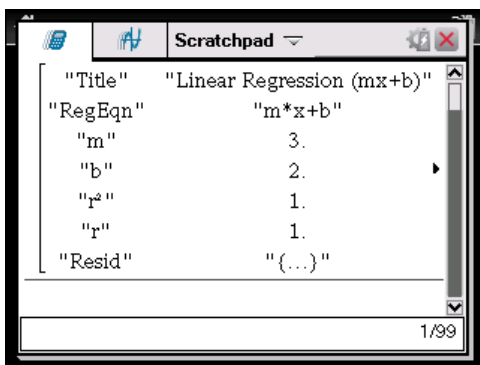 Scratchpad
"Title" "Linear Regression (mx+b)"
"RegEqn" "m*x+b"
"m" 3.
"b" 2.
"r²" 1.
"r" 1.
"Resid" "{...}"
1/99